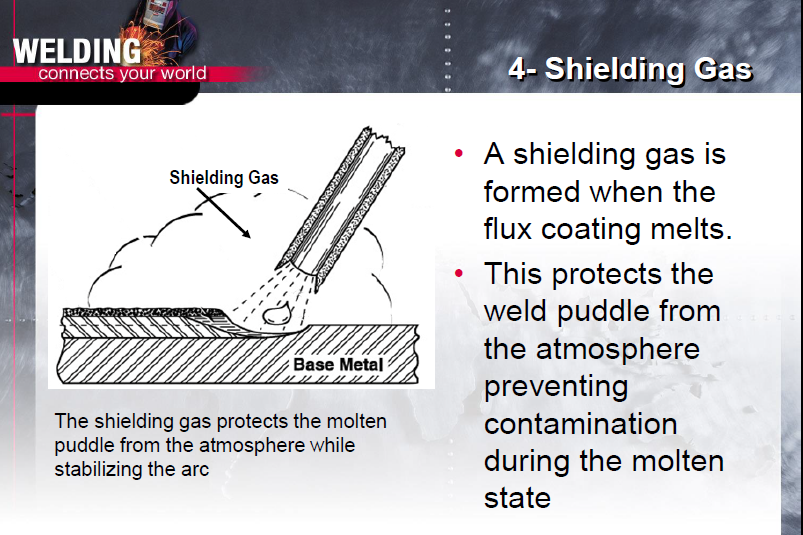 WELDING
connects your world
4- Shielding Gas
Shielding Gas
Base Metal
The shielding gas protects the molten
puddle from the atmosphere while
stabilizing the arc
• A shielding gas is
formed when the
flux coating melts.
• This protects the
weld puddle from
the atmosphere
preventing
contamination
during the molten
state